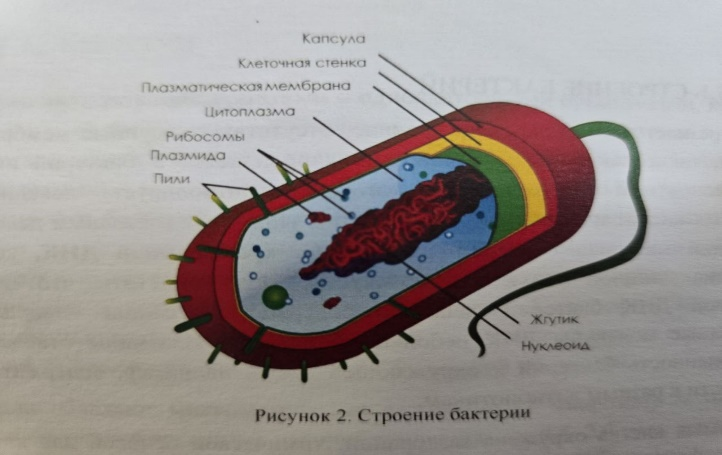 Капсула
Клеточная стенка
Плазматическая мембрана
Цитоплазма
Рибосомы
Плазмида
Пили
Жгутик
Нуклеоид
Рисунок 2. Строение бактерии